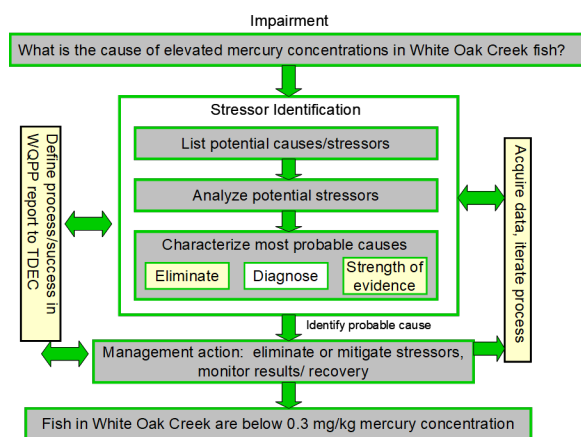 Impairment
What is the cause of elevated mercury concentrations in White Oak Creek fish?
Stressor Identification
List potential causes/stressors
Analyze potential stressors
Characterize most probable causes
Eliminate
Diagnose
Strength of
evidence
Define process/success in
WQPP report to TDEC
Acquire data, iterate process
Identify probable cause
Management action:  eliminate or mitigate stressors,
monitor results/ recovery
Fish in White Oak Creek are below 0.3 mg/kg mercury concentration